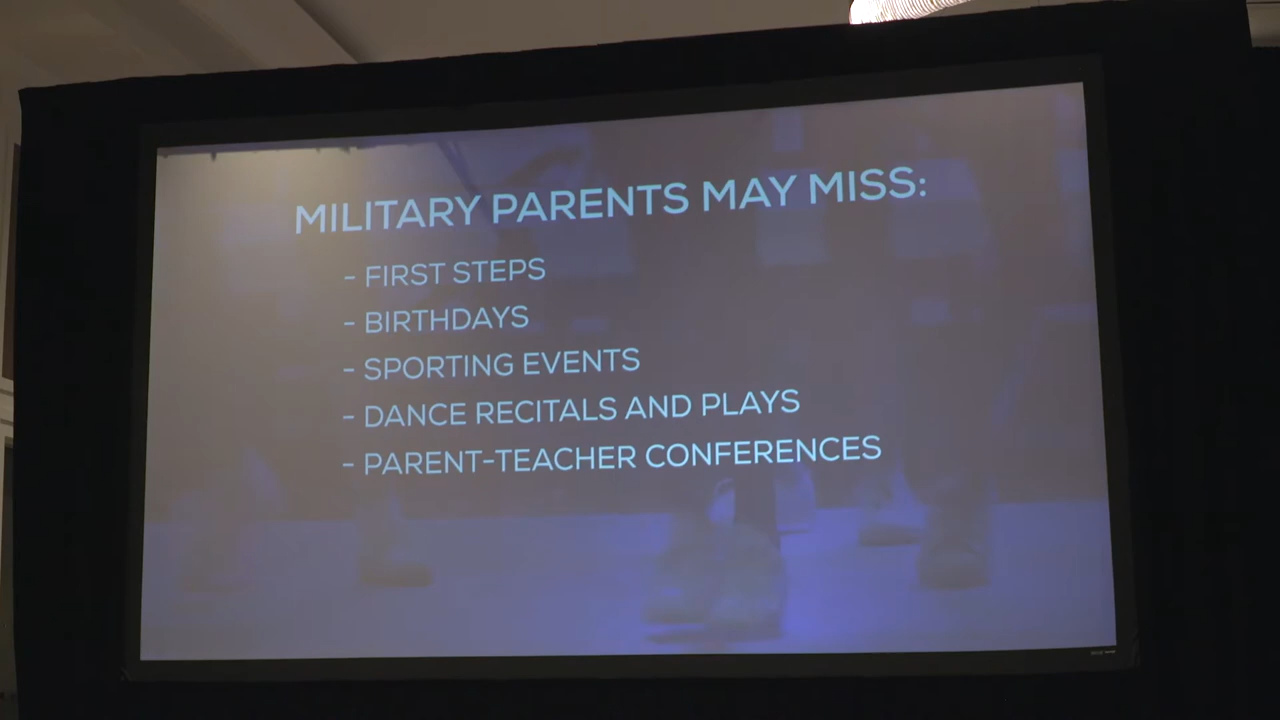 MILITARY PARENTS MAY MISS:
- FIRST STEPS
- BIRTHDAYS
- SPORTING EVENTS
- DANCE RECITALS AND PLAYS
- PARENT-TEACHER CONFERENCES